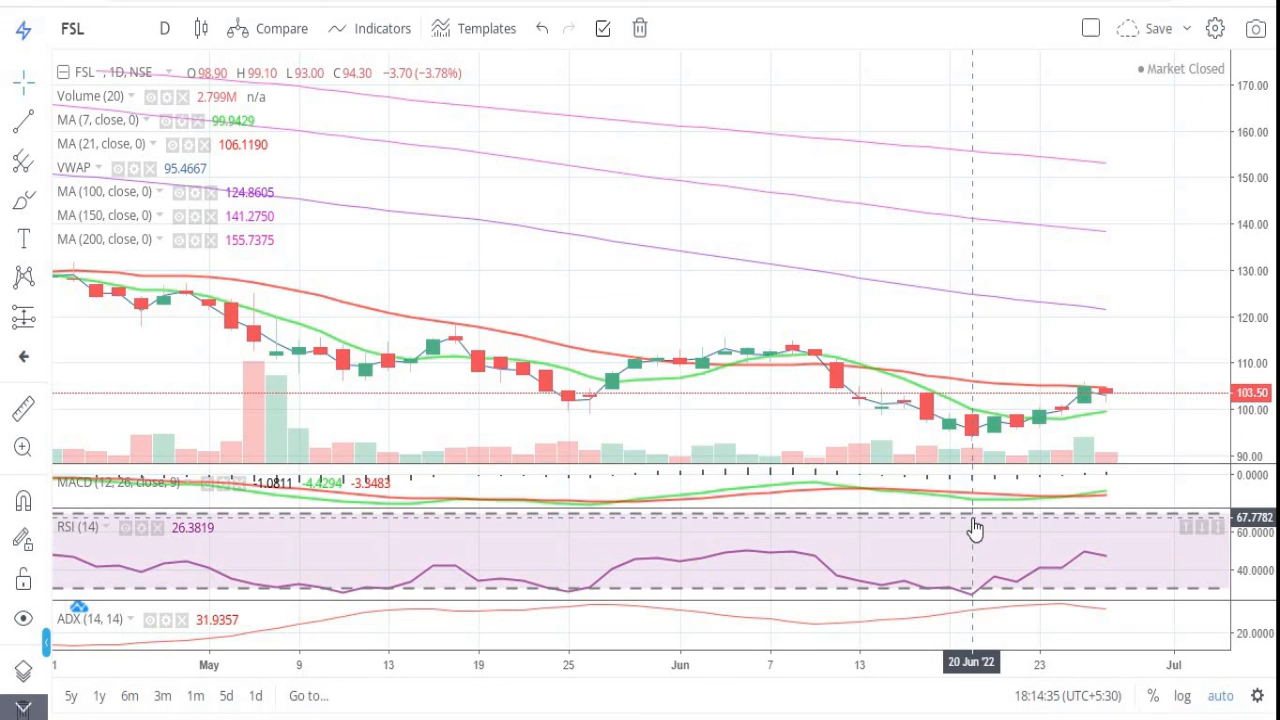 FSL D Compare Indicators Templates Save
FSL 1D, NSE O98.90 H99.10 L93.00 C94.30 −3.70 (−3.78%) Market Closed
Volume (20) 2.799M n/a
MA (7, close, 0) 99.9429
MA (21, close, 0) 106.1190
VWAP 95.4667
MA (100, close, 0) 124.8605
MA (150, close, 0) 141.2750
MA (200, close, 0) 155.7375
170.00
160.00
150.00
140.00
130.00
120.00
110.00
103.50
100.00
90.00
MACD (12, 26, close, 9) -1.0811 -4.4294 -3.3483 0.0000
RSI (14) 26.3819
67.7782
60.0000
40.0000
ADX (14, 14) 31.9357
20.0000
1 May 9 13 19 25 Jun 7 13 20 Jun '22 23 Jul
5y 1y 6m 3m 1m 5d 1d Go to... 18:14:35 (UTC+5:30) % log auto